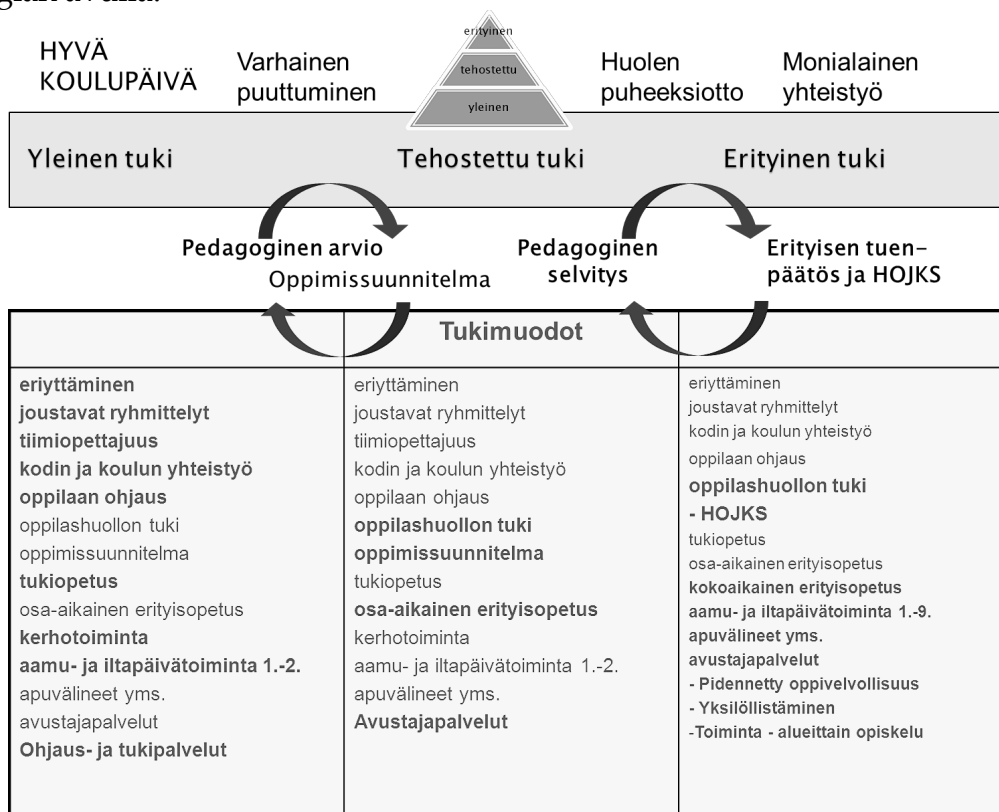 HYVÄ
KOULUPÄIVÄ
Varhainen
puuttuminen
erityinen
tehostettu
yleinen
Huolen
puheeksiotto
Monialainen
yhteistyö
Yleinen tuki
Tehostettu tuki
Erityinen tuki
Pedagoginen arvio
Oppimissuunnitelma
Pedagoginen
selvitys
Erityisen tuen-
päätös ja HOJKS
Tukimuodot
eriyttäminen
joustavat ryhmittelyt
tiimiopettajuus
kodin ja koulun yhteistyö
oppilaan ohjaus
oppilashuollon tuki
oppimissuunnitelma
tukiopetus
osa-aikainen erityisopetus
kerhotoiminta
aamu- ja iltapäivätoiminta 1.-2.
apuvälineet yms.
avustajapalvelut
Ohjaus- ja tukipalvelut
eriyttäminen
joustavat ryhmittelyt
tiimiopettajuus
kodin ja koulun yhteistyö
oppilaan ohjaus
oppilashuollon tuki
oppimissuunnitelma
tukiopetus
osa-aikainen erityisopetus
kerhotoiminta
aamu- ja iltapäivätoiminta 1.-2.
apuvälineet yms.
Avustajapalvelut
eriyttäminen
joustavat ryhmittelyt
kodin ja koulun yhteistyö
oppilaan ohjaus
oppilashuollon tuki
- HOJKS
tukiopetus
osa-aikainen erityisopetus
kokoaikainen erityisopetus
aamu- ja iltapäivätoiminta 1.-9.
apuvälineet yms.
avustajapalvelut
- Pidennetty oppivelvollisuus
- Yksilöllistäminen
-Toiminta - alueittain opiskelu